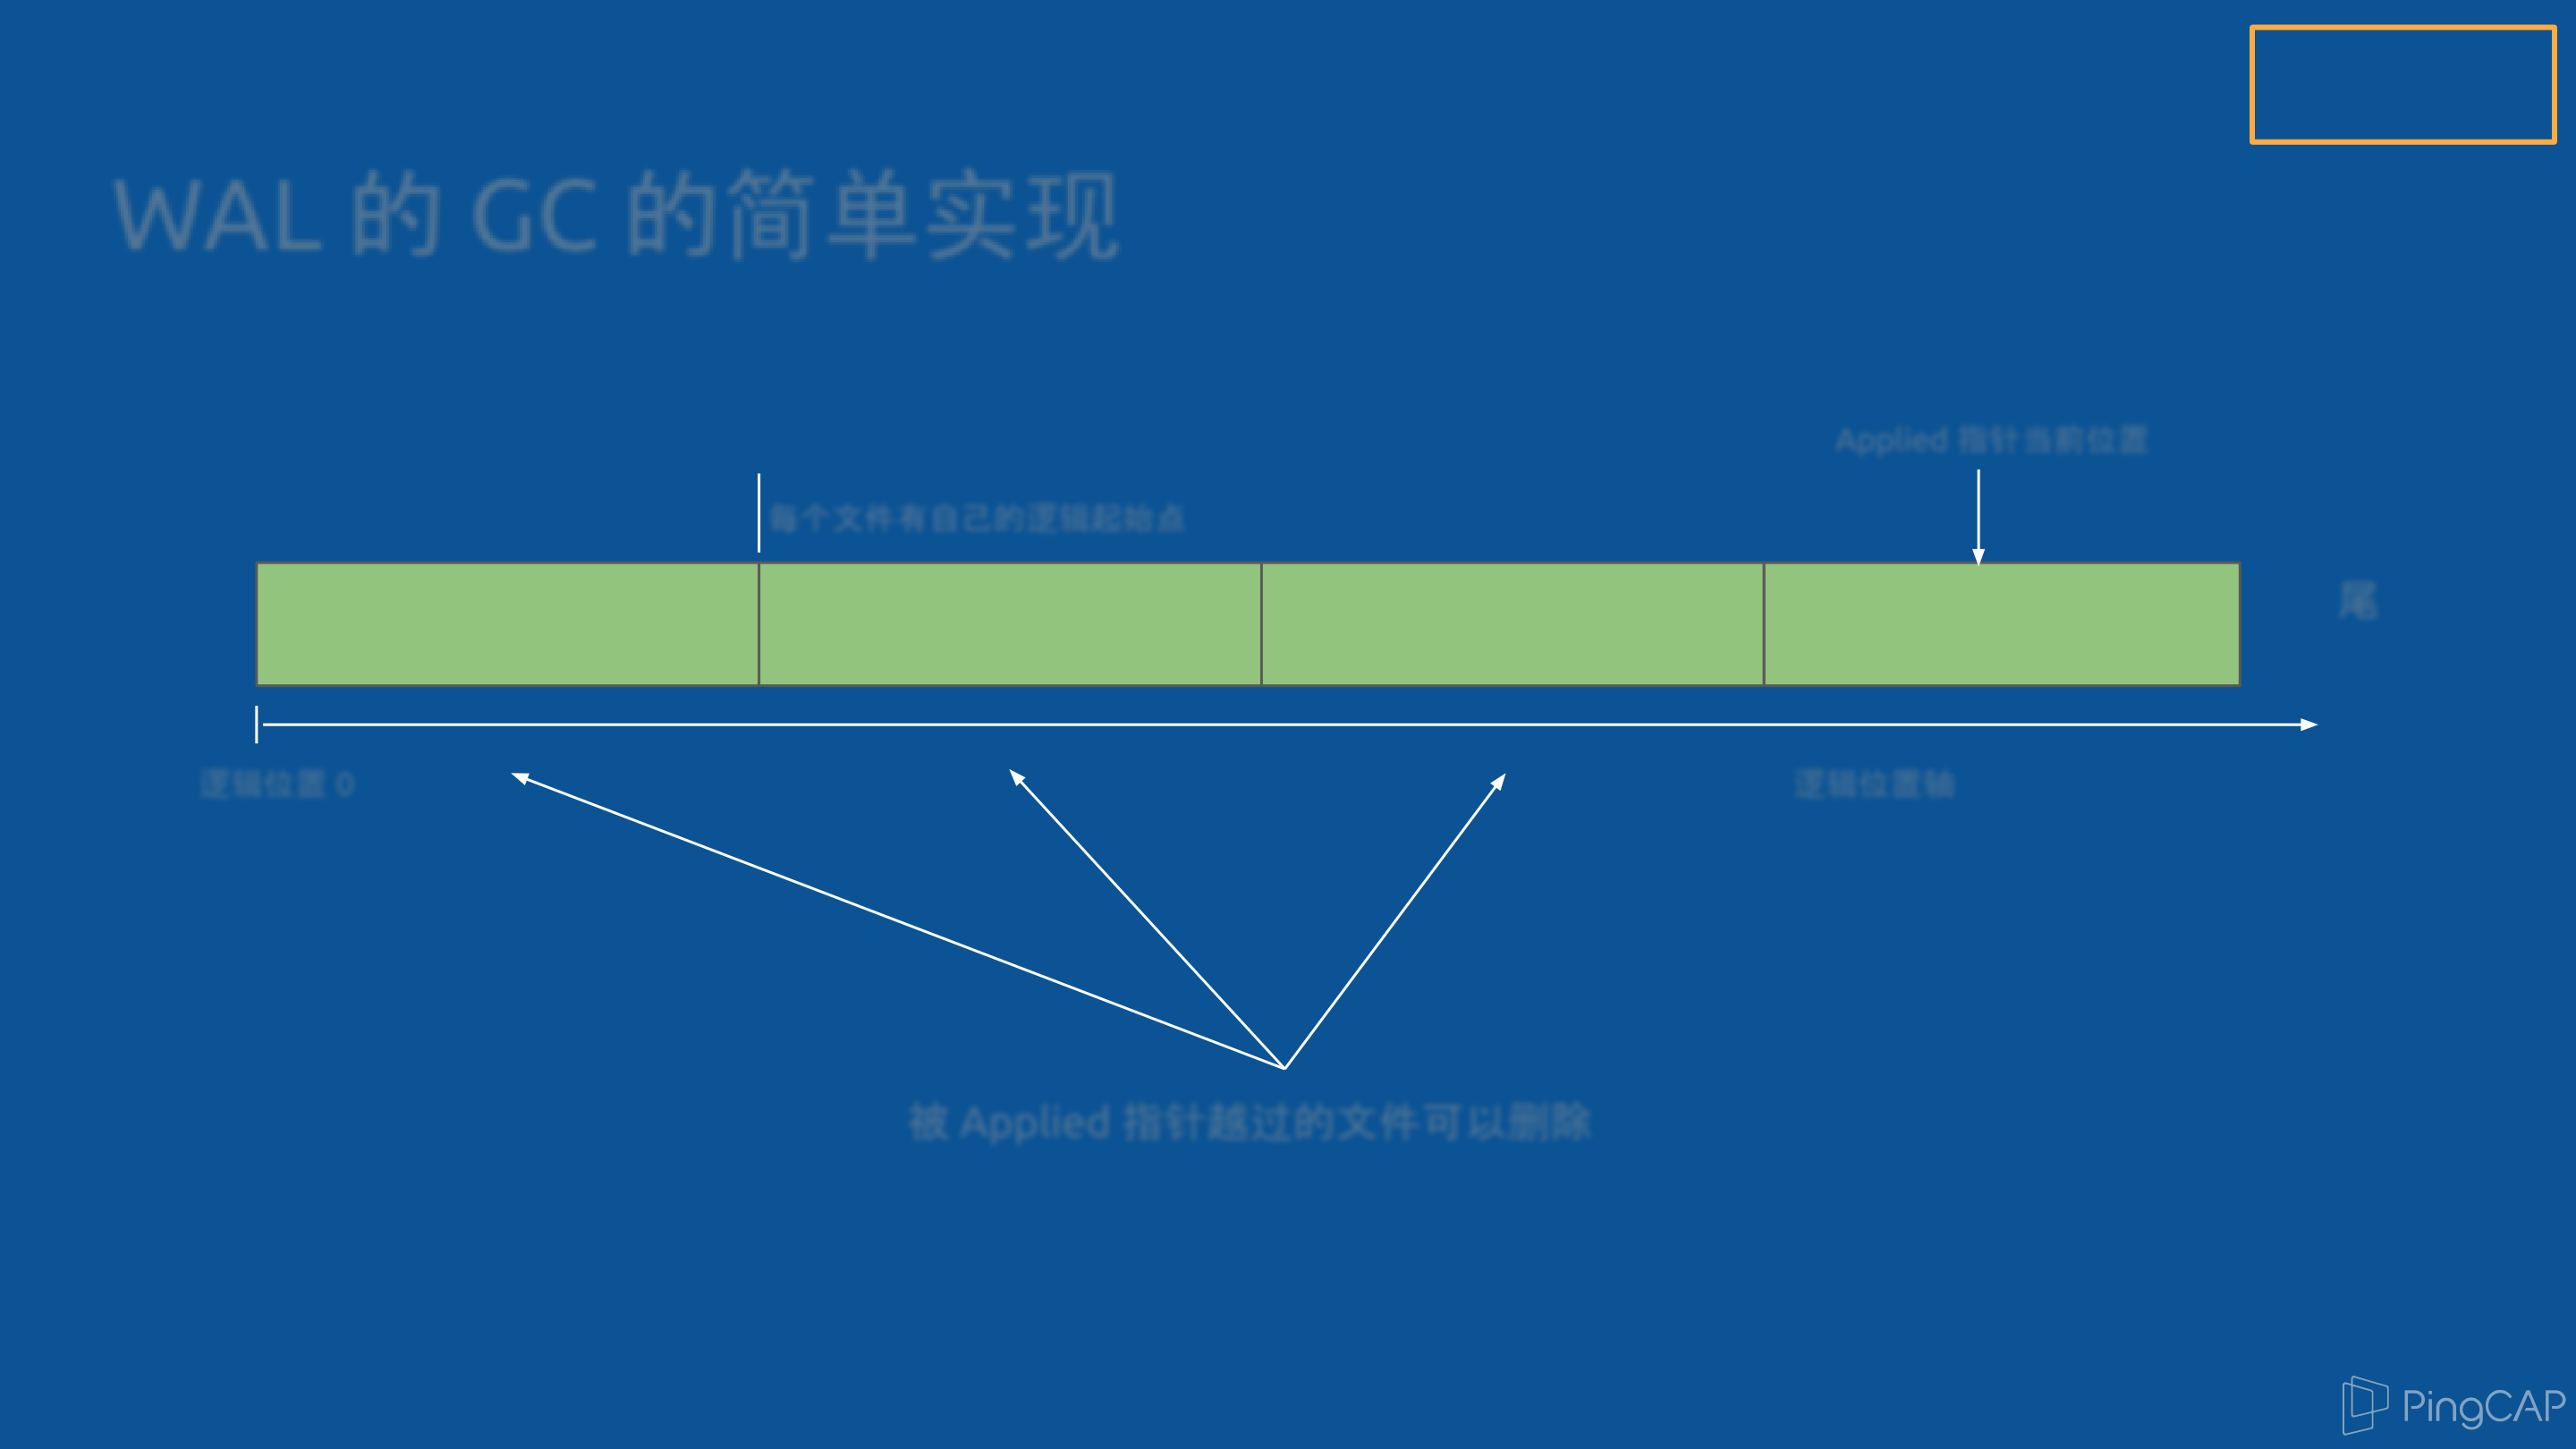 WAL 的 GC 的简单实现
Applied 指针当前位置
每个文件有自己的逻辑起始点
尾
逻辑位置 0
逻辑位置轴
被 Applied 指针越过的文件可以删除
PingCAP